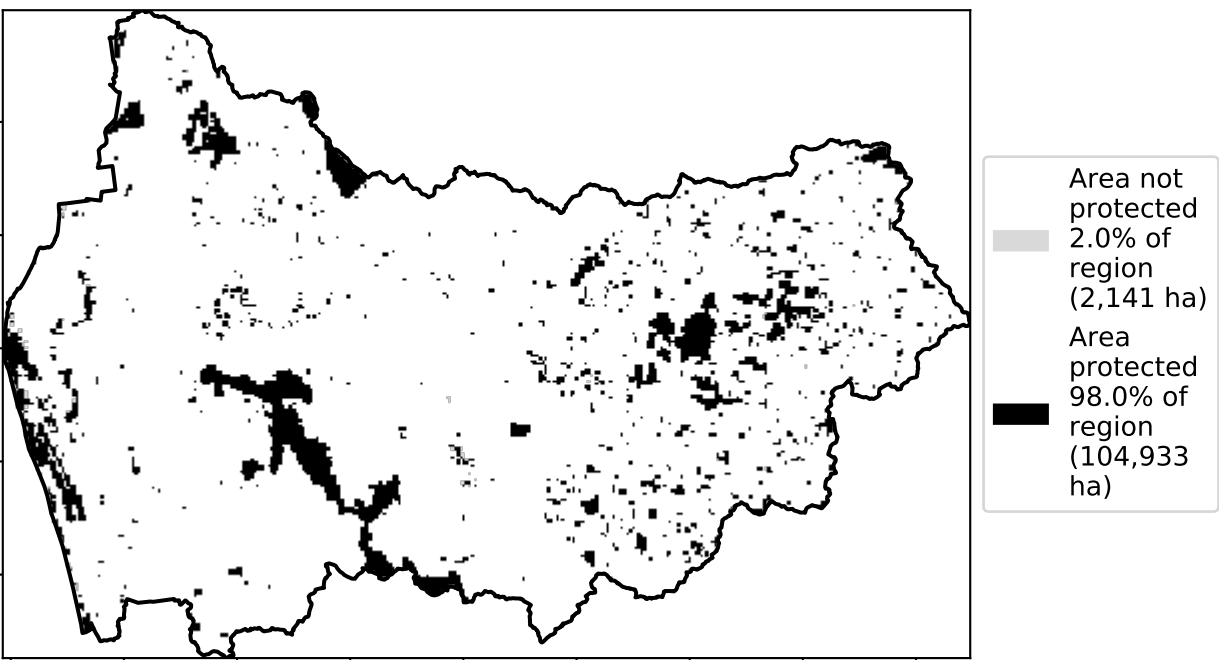 Area not
protected
2.0% of
region
(2,141 ha)
Area
protected
98.0% of
region
(104,933
ha)